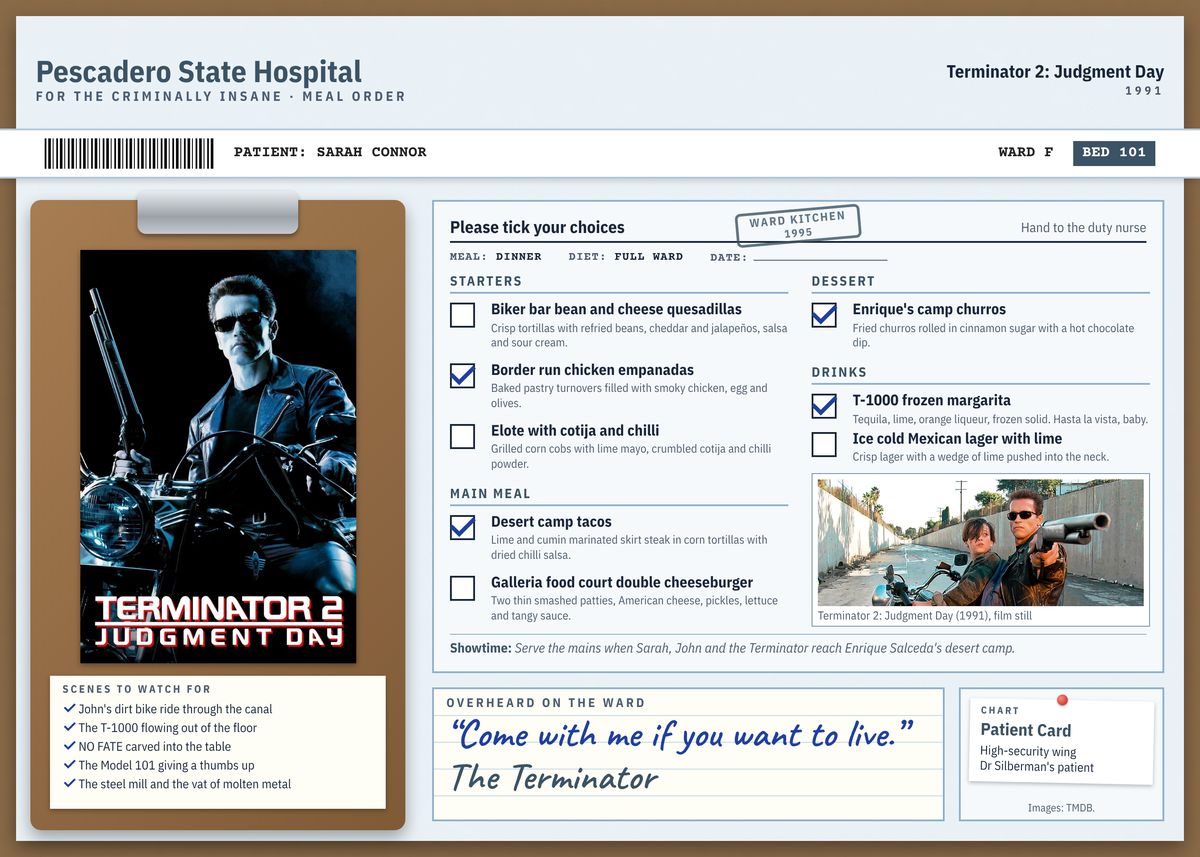 Pescadero State Hospital
FOR THE CRIMINALLY INSANE · MEAL ORDER
Terminator 2: Judgment Day
1991
PATIENT: SARAH CONNOR
WARD F
BED 101
TERMINATOR 2
JUDGMENT DAY
SCENES TO WATCH FOR
John's dirt bike ride through the canal
The T-1000 flowing out of the floor
NO FATE carved into the table
The Model 101 giving a thumbs up
The steel mill and the vat of molten metal
Please tick your choices
WARD KITCHEN
1995
Hand to the duty nurse
MEAL: DINNER
DIET: FULL WARD
DATE:
STARTERS
Biker bar bean and cheese quesadillas
Crisp tortillas with refried beans, cheddar and jalapeños, salsa
and sour cream.
Border run chicken empanadas
Baked pastry turnovers filled with smoky chicken, egg and
olives.
Elote with cotija and chilli
Grilled corn cobs with lime mayo, crumbled cotija and chilli
powder.
MAIN MEAL
Desert camp tacos
Lime and cumin marinated skirt steak in corn tortillas with
dried chilli salsa.
Galleria food court double cheeseburger
Two thin smashed patties, American cheese, pickles, lettuce
and tangy sauce.
DESSERT
Enrique's camp churros
Fried churros rolled in cinnamon sugar with a hot chocolate
dip.
DRINKS
T-1000 frozen margarita
Tequila, lime, orange liqueur, frozen solid. Hasta la vista, baby.
Ice cold Mexican lager with lime
Crisp lager with a wedge of lime pushed into the neck.
Terminator 2: Judgment Day (1991), film still
Showtime: Serve the mains when Sarah, John and the Terminator reach Enrique Salceda's desert camp.
OVERHEARD ON THE WARD
“Come with me if you want to live.”
The Terminator
CHART
Patient Card
High-security wing
Dr Silberman's patient
Images: TMDB.